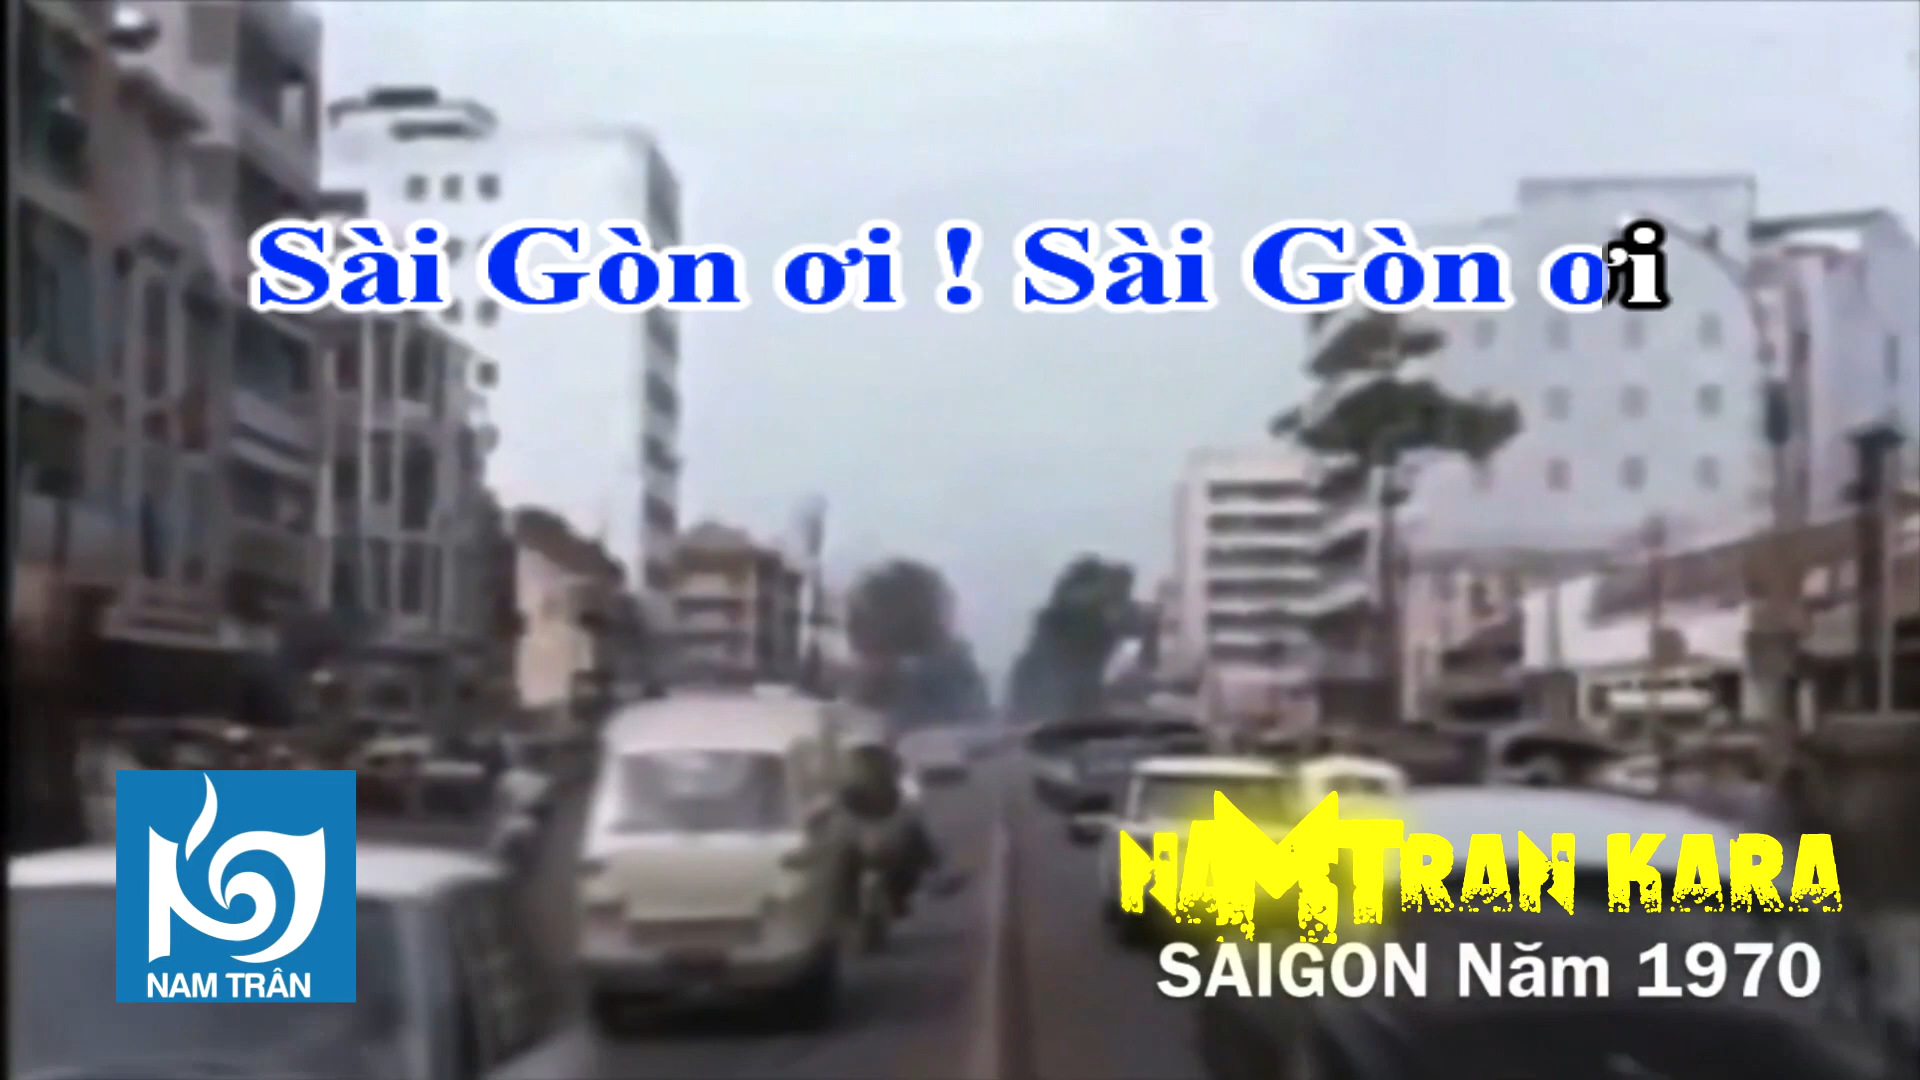 Sài Gòn ơi ! Sài Gòn ơi
NAM TRÂN
NAMTRAN KARA
SAIGON Năm 1970